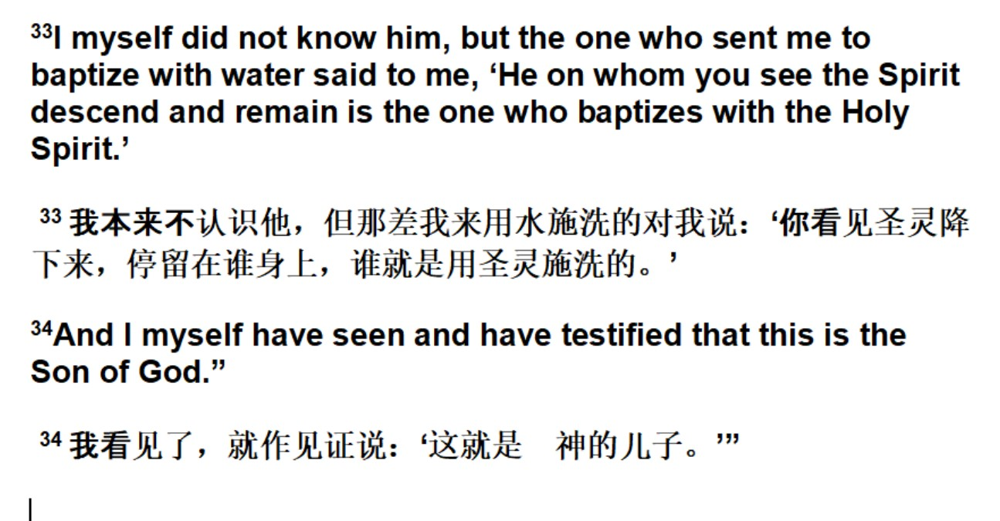 ³³I myself did not know him, but the one who sent me to
baptize with water said to me, ‘He on whom you see the Spirit
descend and remain is the one who baptizes with the Holy
Spirit.’
³³ 我本来不认识他，但那差我来用水施洗的对我说：‘你看见圣灵降
下来，停留在谁身上，谁就是用圣灵施洗的。’
³⁴And I myself have seen and have testified that this is the
Son of God.”
³⁴ 我看见了，就作见证说：‘这就是　神的儿子。’”